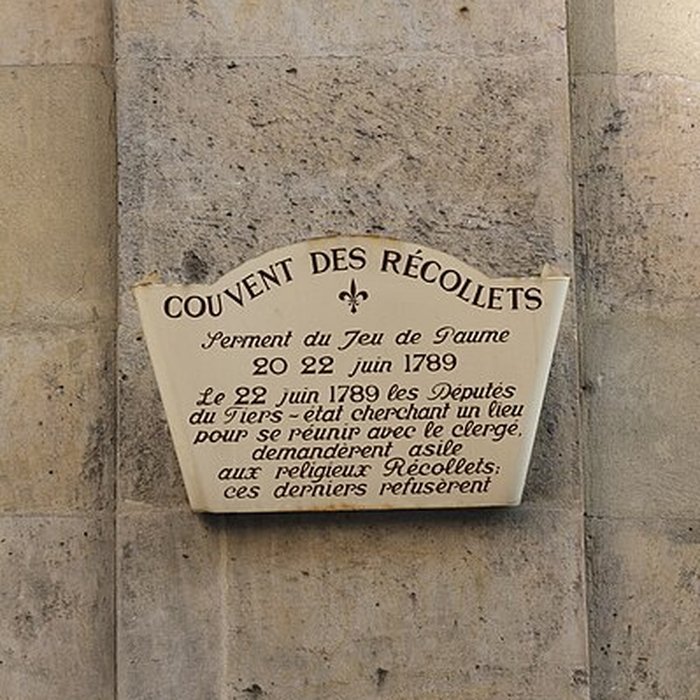 COUVENT DES RÉCOLLETS
Serment du Jeu de Paume
20 22 juin 1789
Le 22 juin 1789 les Députés
du Tiers-état cherchant un lieu
pour se réunir avec le clergé,
demandèrent asile
aux religieux Récollets;
ces derniers refusèrent